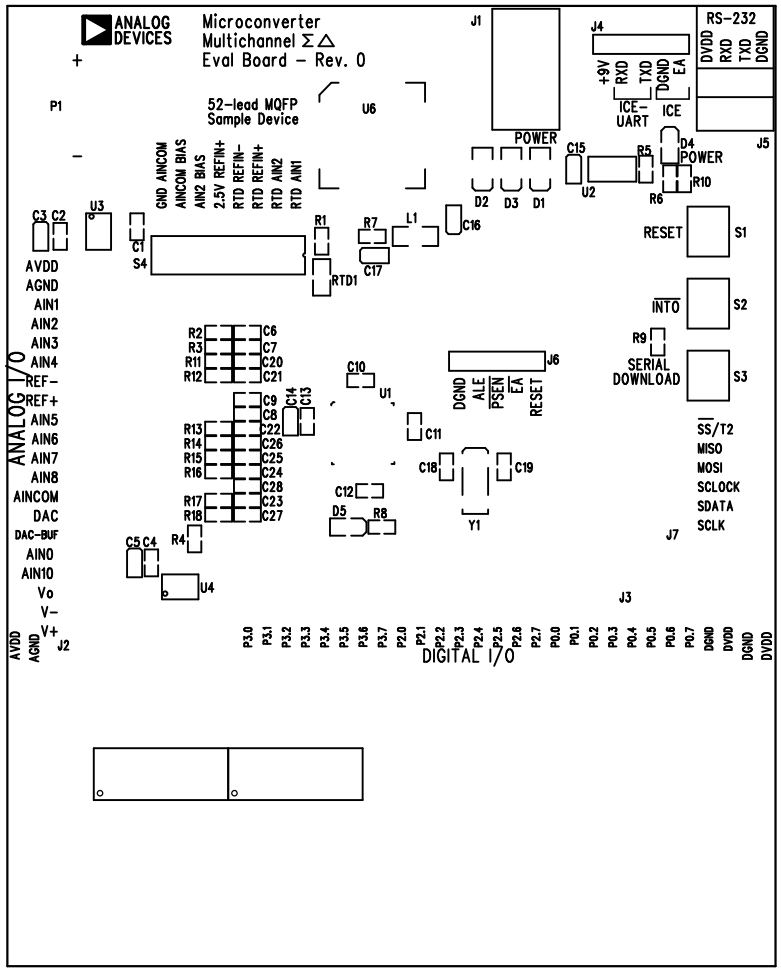 ANALOG
DEVICES
Microconverter
Multichannel Σ△
Eval Board – Rev. 0
J1
J4
RS-232
DVDD
RXD
TXD
DGND
+9V
RXD
TXD
DGND
EA
ICE-
UART
ICE
J5
+
P1
–
52-lead MQFP
Sample Device
U6
POWER
D4
POWER
C15
U2
R5
R6
R10
D2
D3
D1
GND AINCOM
AINCOM BIAS
AIN2 BIAS
2.5V REFIN+
RTD REFIN-
RTD REFIN+
RTD AIN2
RTD AIN1
C3
C2
U3
C1
S4
R1
R7
L1
C16
C17
RTD1
RESET
S1
INT0
S2
R9
SERIAL
DOWNLOAD
S3
ANALOG I/O
AVDD
AGND
AIN1
AIN2
AIN3
AIN4
REF-
REF+
AIN5
AIN6
AIN7
AIN8
AINCOM
DAC
DAC-BUF
AIN0
AIN10
Vo
V-
V+
AVDD
AGND
J2
R2
C6
R3
C7
R11
C20
R12
C21
C9
C8
R13
C22
R14
C26
R15
C25
R16
C24
C28
R17
C23
R18
C27
C10
C14
C13
U1
C11
C12
D5
R8
J6
DGND
ALE
PSEN
EA
RESET
C18
C19
Y1
SS/T2
MISO
MOSI
SCLOCK
SDATA
SCLK
J7
J3
R4
C5
C4
U4
P3.0
P3.1
P3.2
P3.3
P3.4
P3.5
P3.6
P3.7
P2.0
P2.1
P2.2
P2.3
P2.4
P2.5
P2.6
P2.7
P0.0
P0.1
P0.2
P0.3
P0.4
P0.5
P0.6
P0.7
DGND
DVDD
DGND
DVDD
DIGITAL I/O